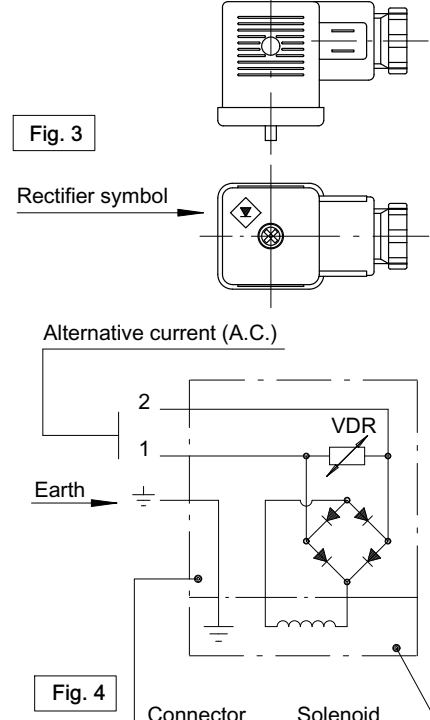 Fig. 3
Rectifier symbol
Alternative current (A.C.)
2
VDR
1
Earth
Fig. 4
Connector
Solenoid